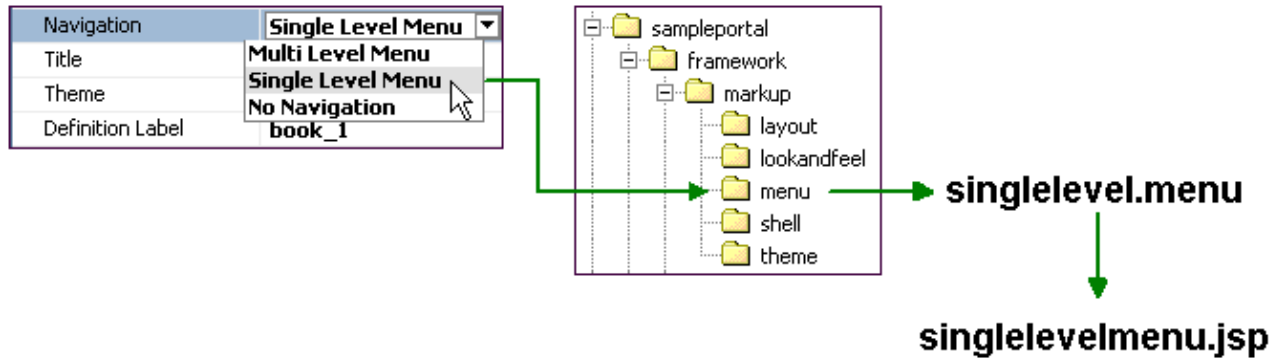 Navigation
Single Level Menu
Multi Level Menu
Single Level Menu
No Navigation
Title
Theme
Definition Label
book_1
sampleportal
framework
markup
layout
lookandfeel
menu
shell
theme
singlelevel.menu
singlelevelmenu.jsp